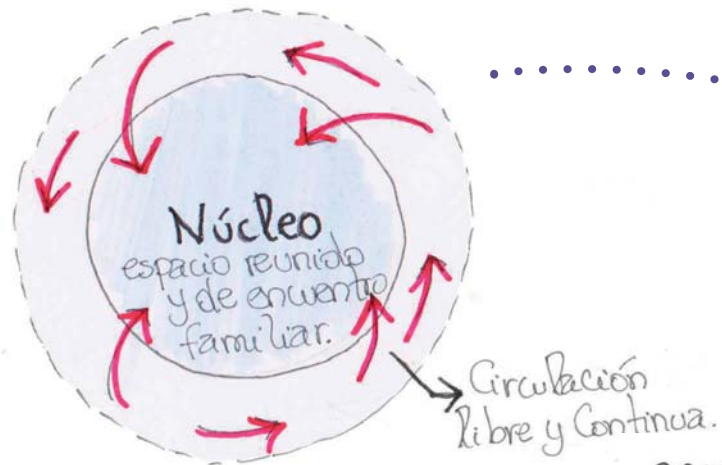 Núcleo
espacio reunido
y de encuentro
familiar.
Circulación
libre y Continua.